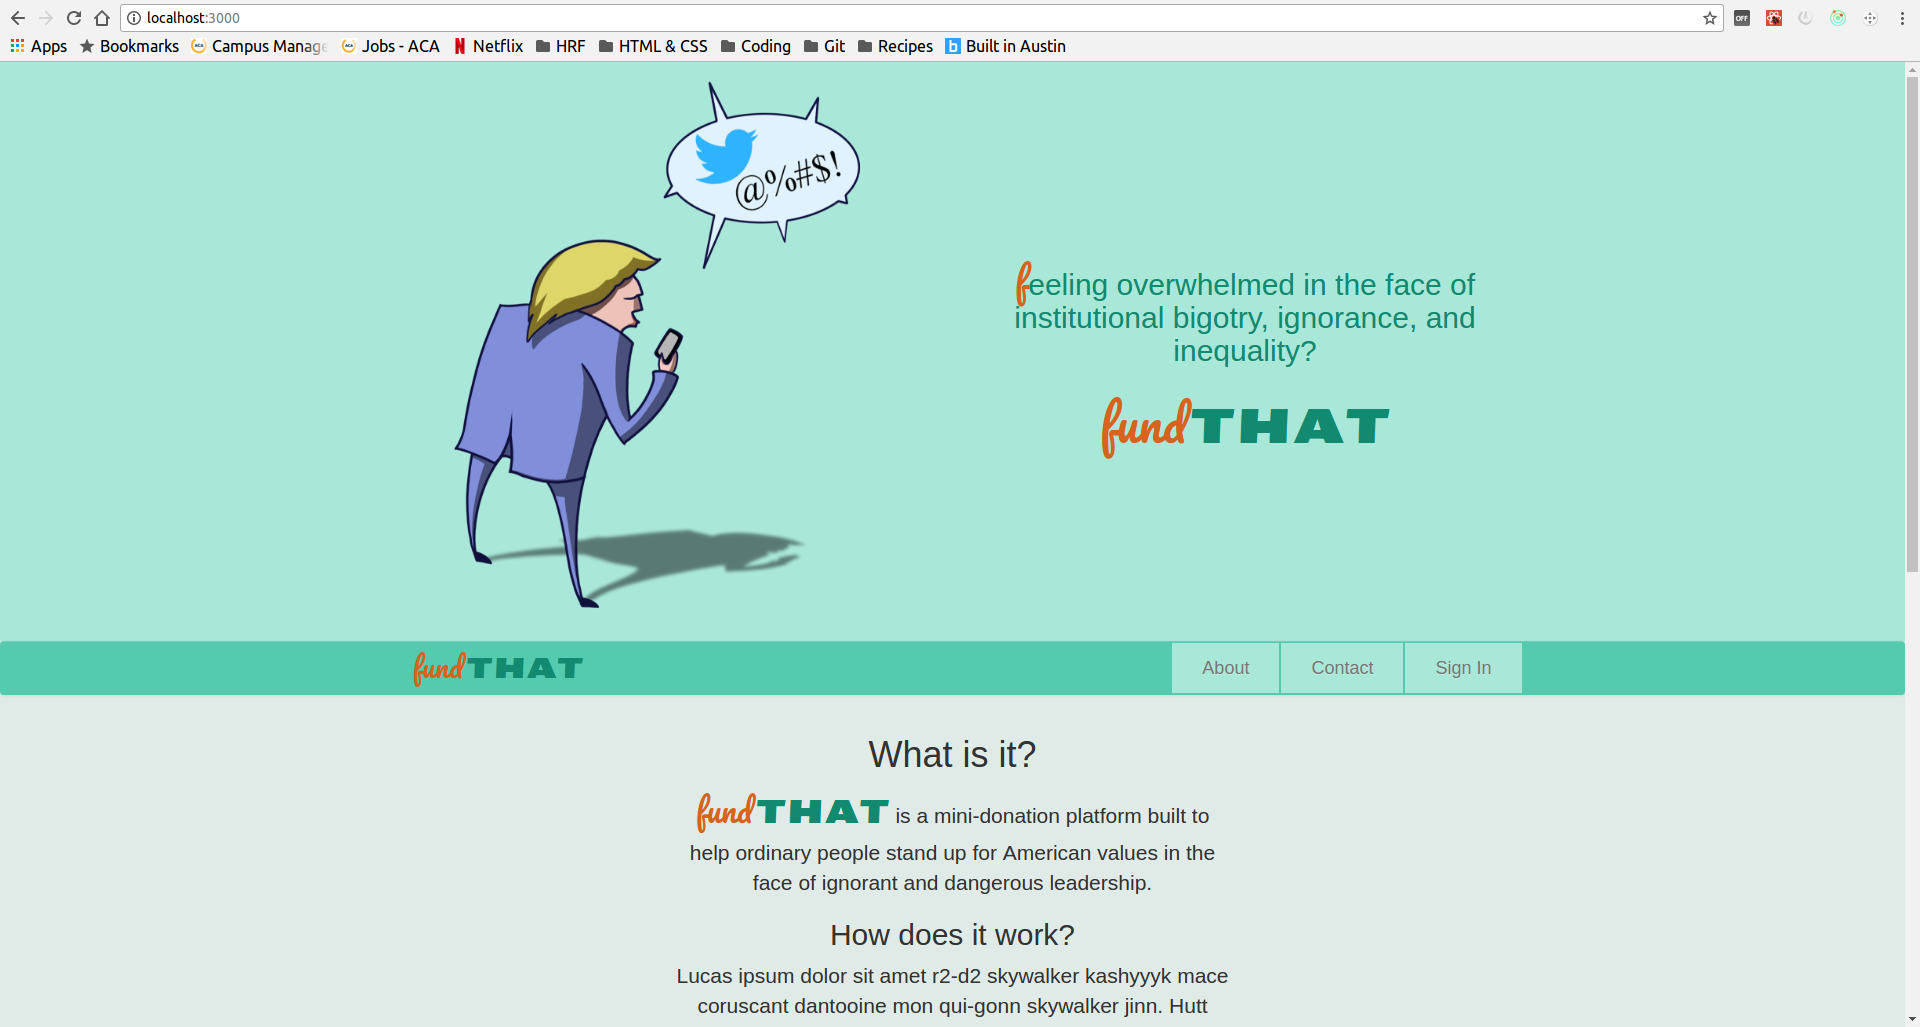 localhost:3000
Apps Bookmarks Campus Manage Jobs - ACA Netflix HRF HTML & CSS Coding Git Recipes Built in Austin
OFF
@%#$!
feeling overwhelmed in the face of
institutional bigotry, ignorance, and
inequality?
fundTHAT
fundTHAT About Contact Sign In
What is it?
fundTHAT is a mini-donation platform built to
help ordinary people stand up for American values in the
face of ignorant and dangerous leadership.
How does it work?
Lucas ipsum dolor sit amet r2-d2 skywalker kashyyyk mace
coruscant dantooine mon qui-gonn skywalker jinn. Hutt